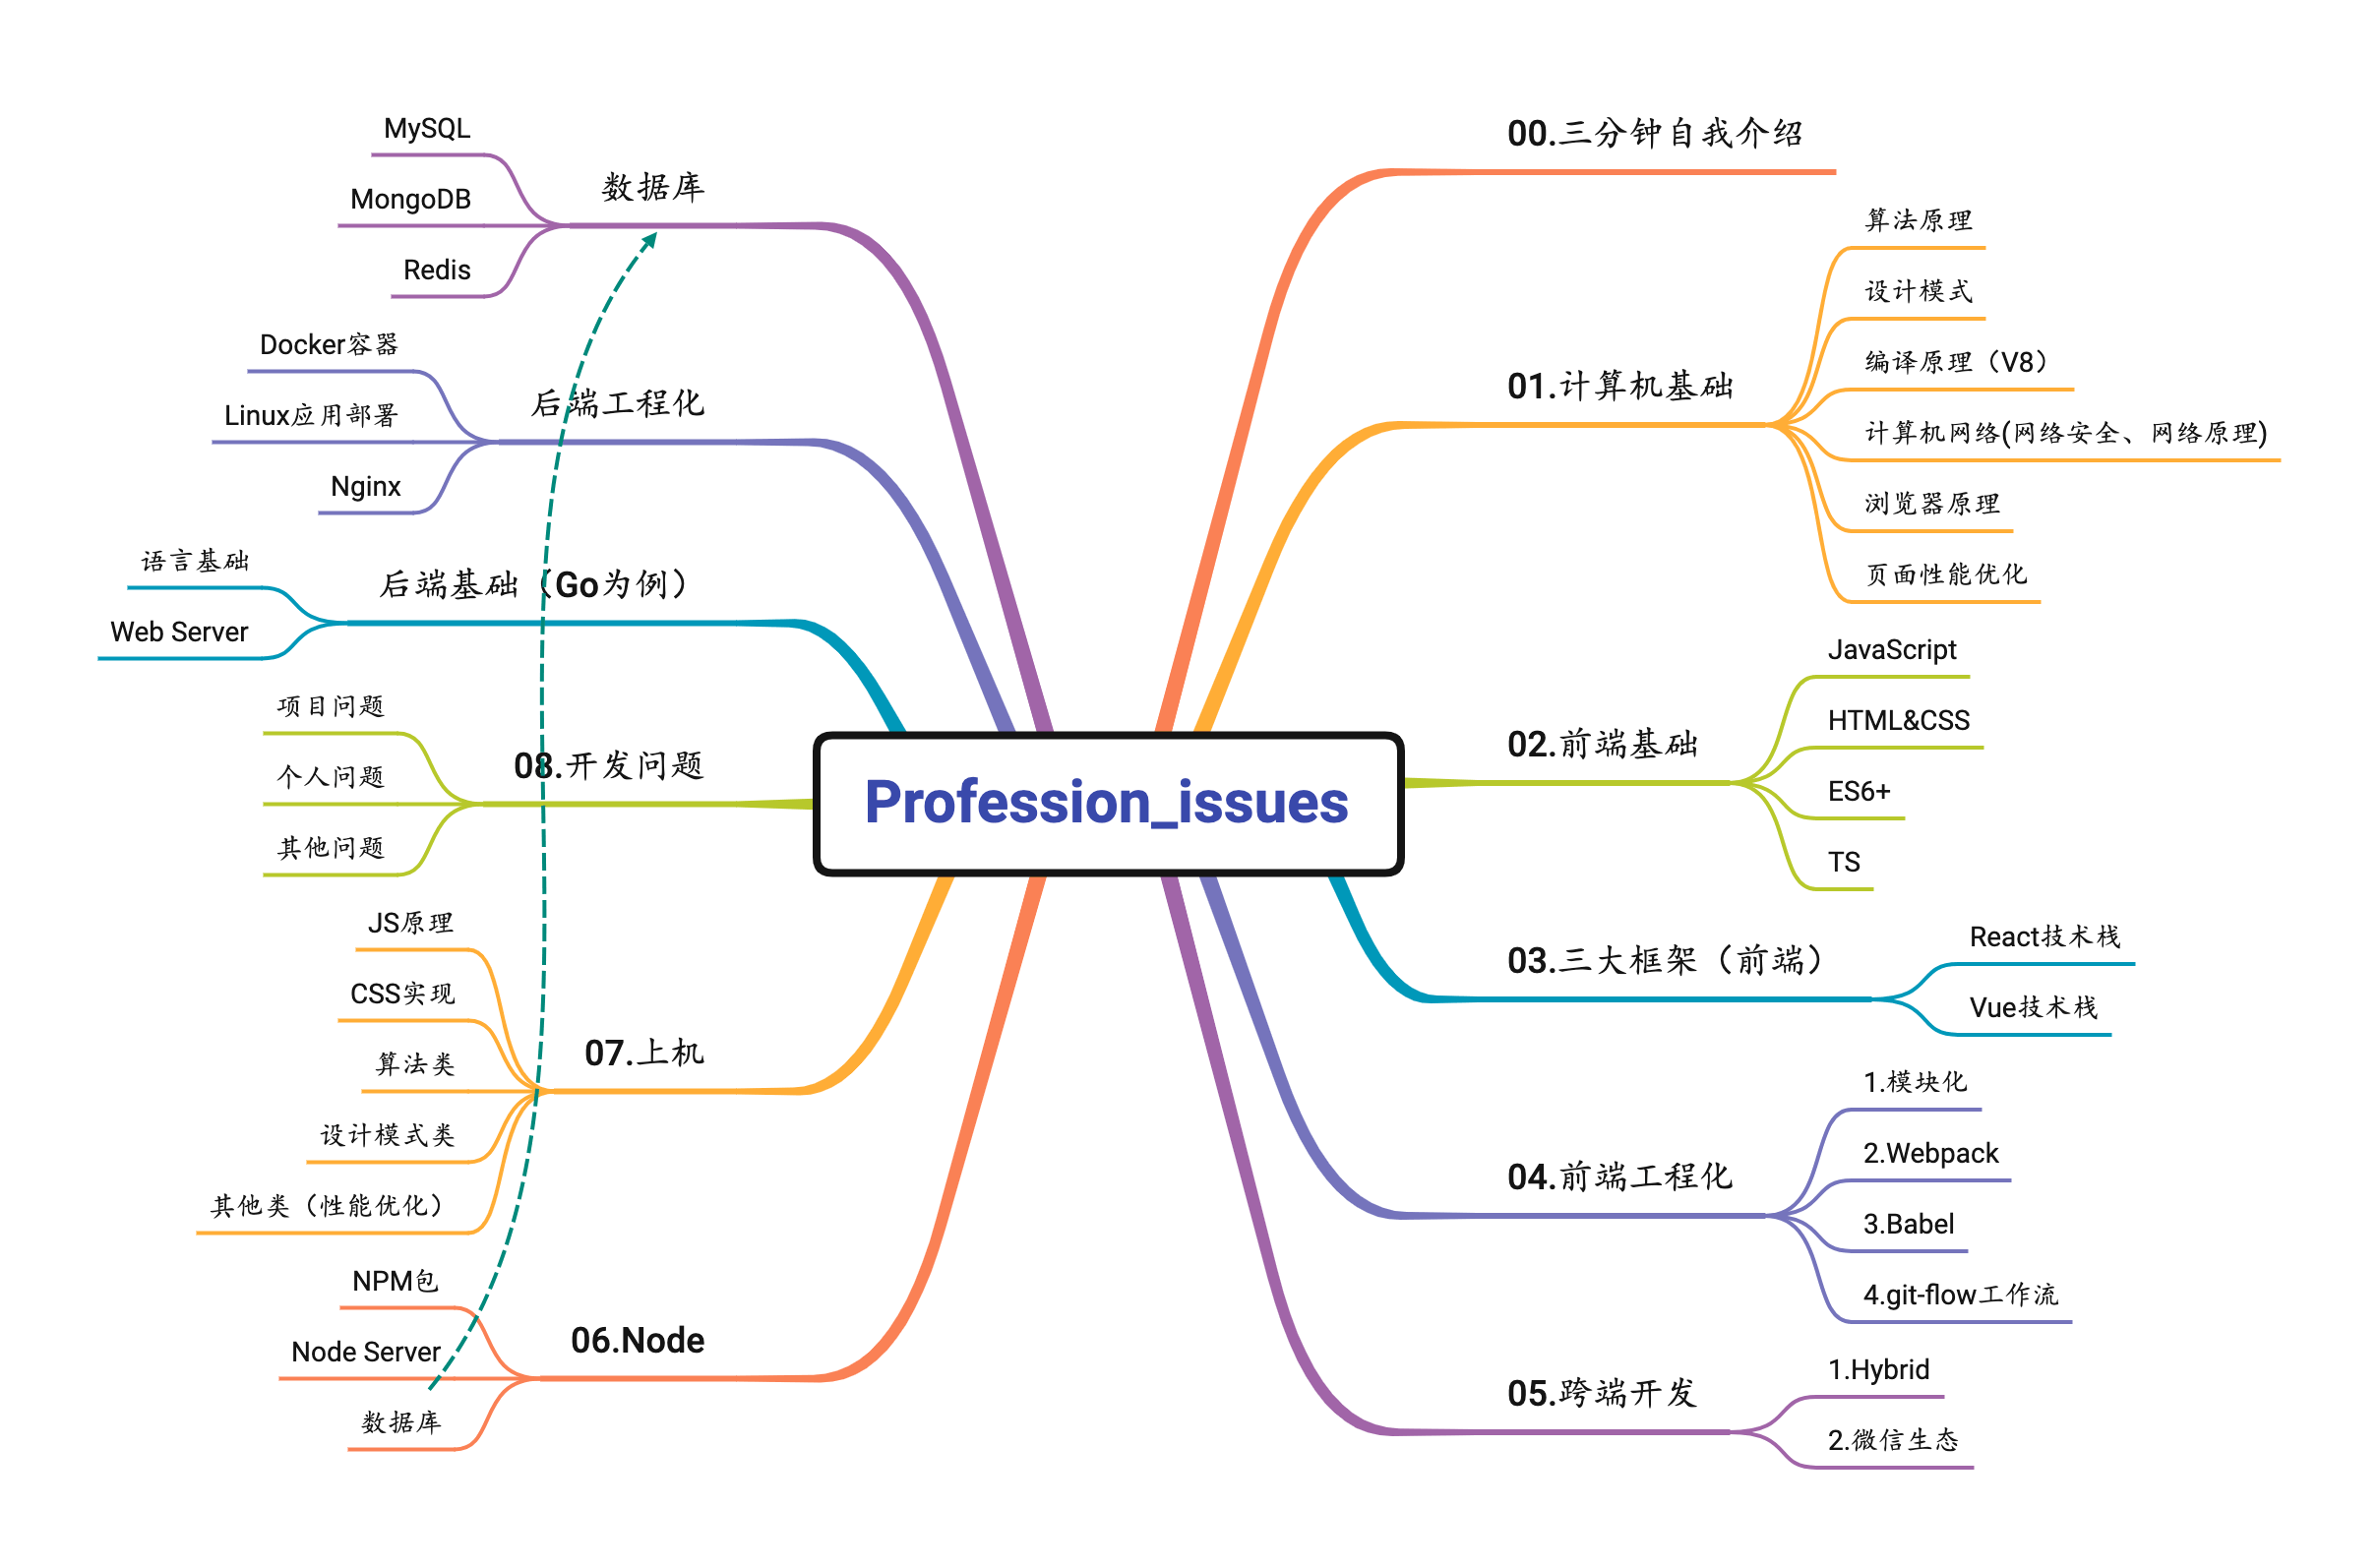 Profession_issues
00.三分钟自我介绍
01.计算机基础
算法原理
设计模式
编译原理（V8）
计算机网络(网络安全、网络原理)
浏览器原理
页面性能优化
02.前端基础
JavaScript
HTML&CSS
ES6+
TS
03.三大框架（前端）
React技术栈
Vue技术栈
04.前端工程化
1.模块化
2.Webpack
3.Babel
4.git-flow工作流
05.跨端开发
1.Hybrid
2.微信生态
06.Node
NPM包
Node Server
数据库
07.上机
JS原理
CSS实现
算法类
设计模式类
其他类（性能优化）
08.开发问题
项目问题
个人问题
其他问题
后端基础（Go为例）
语言基础
Web Server
后端工程化
Docker容器
Linux应用部署
Nginx
数据库
MySQL
MongoDB
Redis